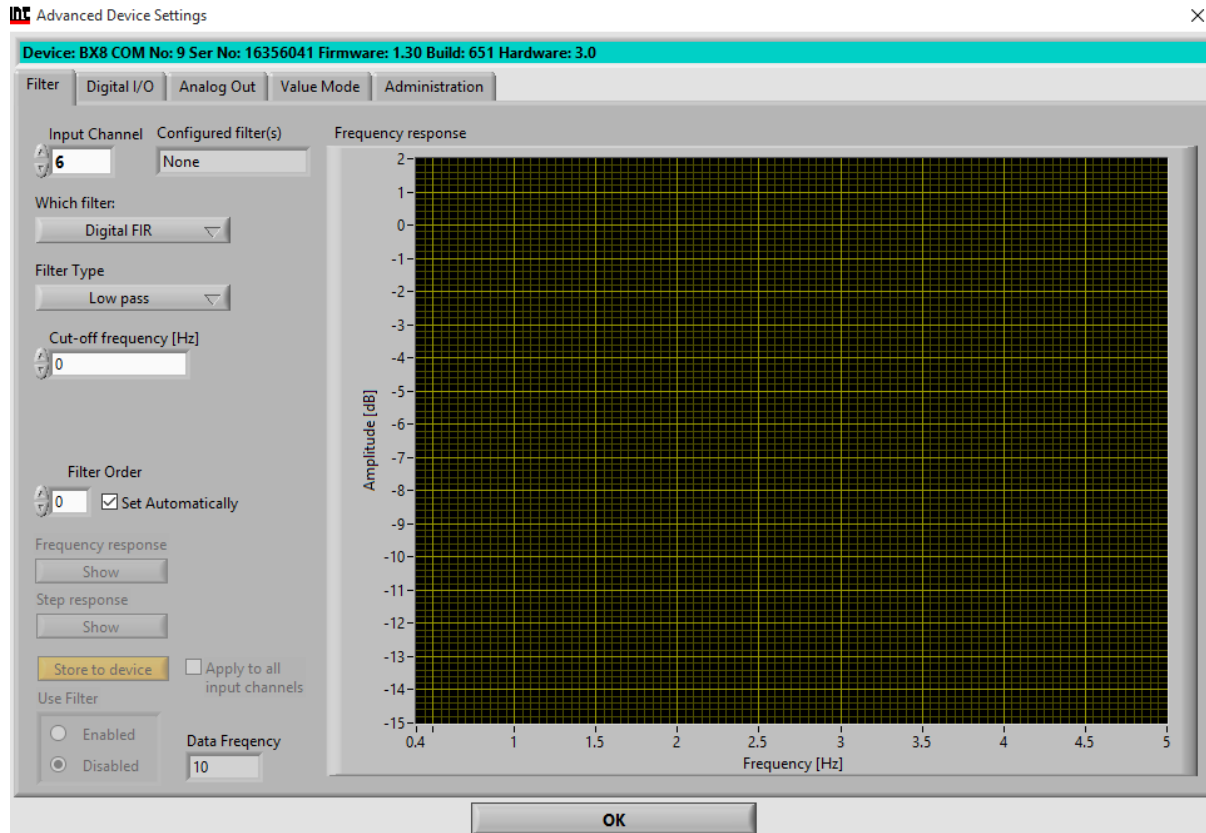 Advanced Device Settings
Device: BX8 COM No: 9 Ser No: 16356041 Firmware: 1.30 Build: 651 Hardware: 3.0
Filter Digital I/O Analog Out Value Mode Administration
Input Channel Configured filter(s)
6 None
Which filter:
Digital FIR
Filter Type
Low pass
Cut-off frequency [Hz]
0
Filter Order
0 Set Automatically
Frequency response
Show
Step response
Show
Store to device Apply to all
input channels
Use Filter
Enabled
Disabled
Data Freqency
10
Frequency response
Amplitude [dB]
2
1
0
-1
-2
-3
-4
-5
-6
-7
-8
-9
-10
-11
-12
-13
-14
-15
0.4 1 1.5 2 2.5 3 3.5 4 4.5 5
Frequency [Hz]
OK